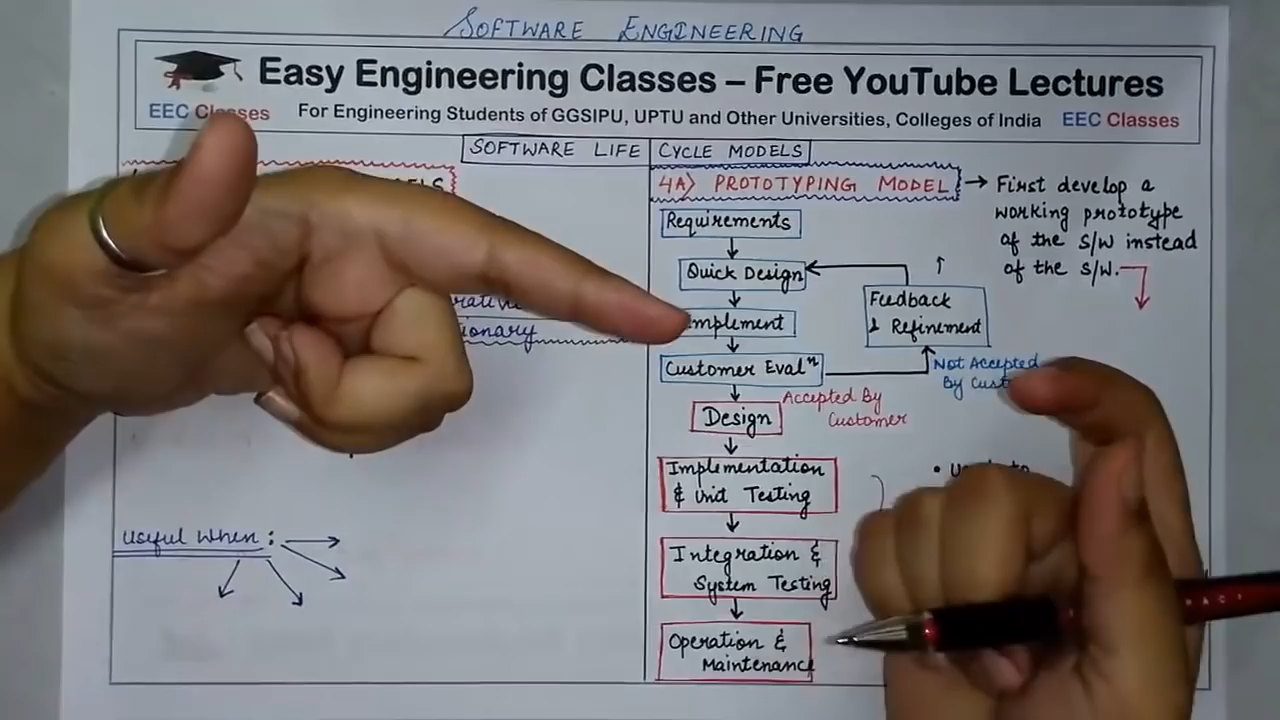 SOFTWARE ENGINEERING
Easy Engineering Classes – Free YouTube Lectures
EEC Classes For Engineering Students of GGSIPU, UPTU and Other Universities, Colleges of India EEC Classes
SOFTWARE LIFE CYCLE MODELS
4A) PROTOTYPING MODEL → First develop a
working prototype
of the S/W instead
of the S/W.
Requirements
Quick Design
Implement
Customer Evalⁿ
Feedback
& Refinement
Not Accepted
By
Accepted By
Customer
Design
Implementation
& Unit Testing
Integration &
System Testing
Operation &
Maintenance
Useful When :